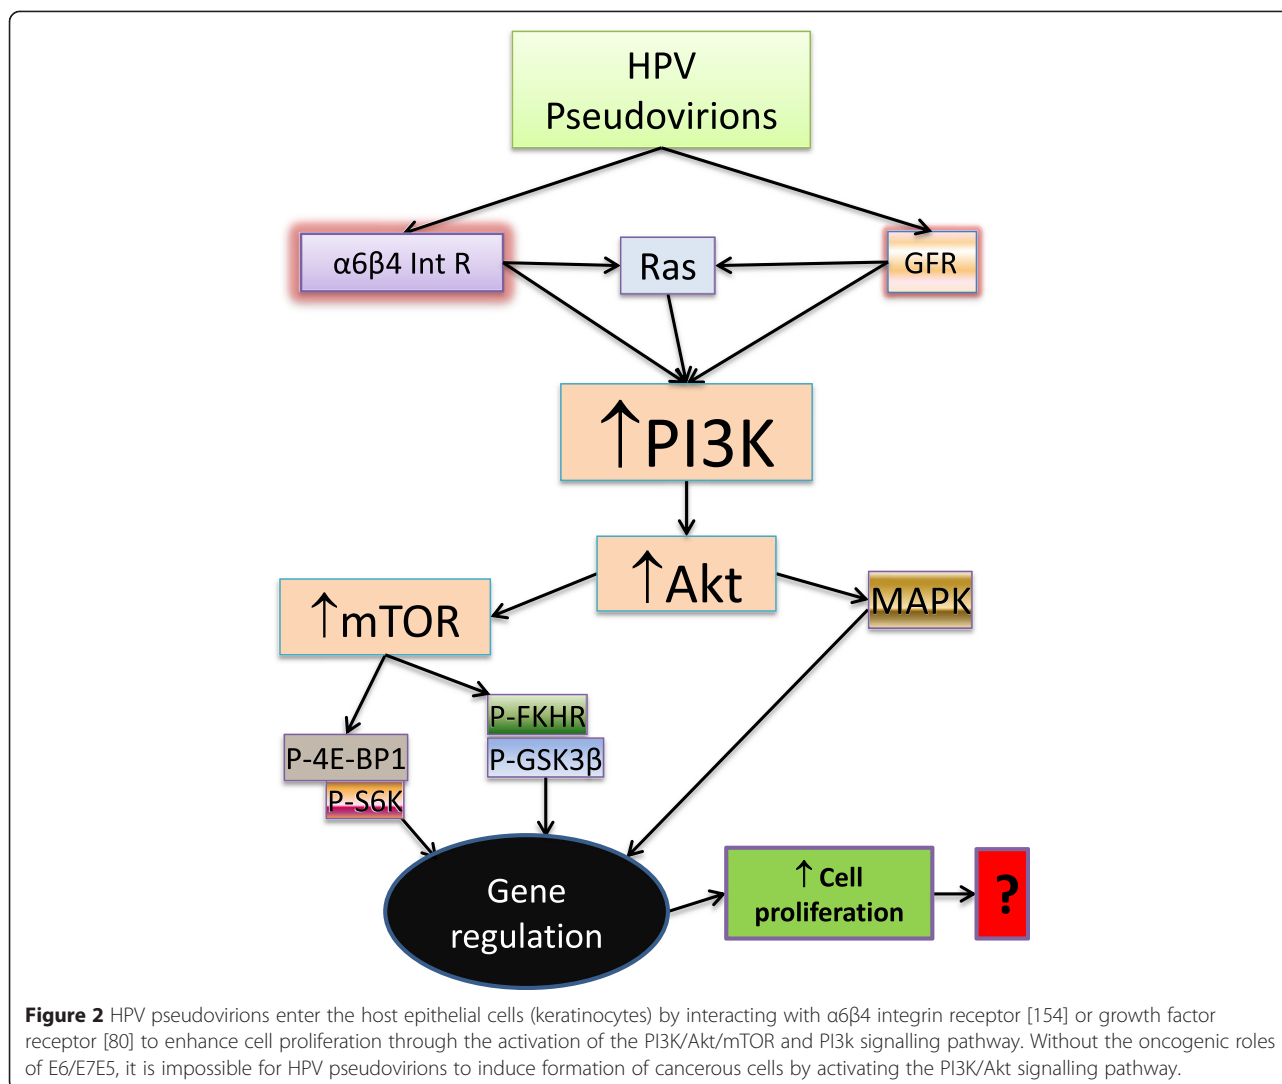 HPV
Pseudovirions
α6β4 Int R
Ras
GFR
↑PI3K
↑Akt
MAPK
↑mTOR
P-FKHR
P-4E-BP1
P-GSK3β
P-S6K
Gene
regulation
↑ Cell
proliferation
?
Figure 2 HPV pseudovirions enter the host epithelial cells (keratinocytes) by interacting with α6β4 integrin receptor [154] or growth factor
receptor [80] to enhance cell proliferation through the activation of the PI3K/Akt/mTOR and PI3k signalling pathway. Without the oncogenic roles
of E6/E7E5, it is impossible for HPV pseudovirions to induce formation of cancerous cells by activating the PI3K/Akt signalling pathway.